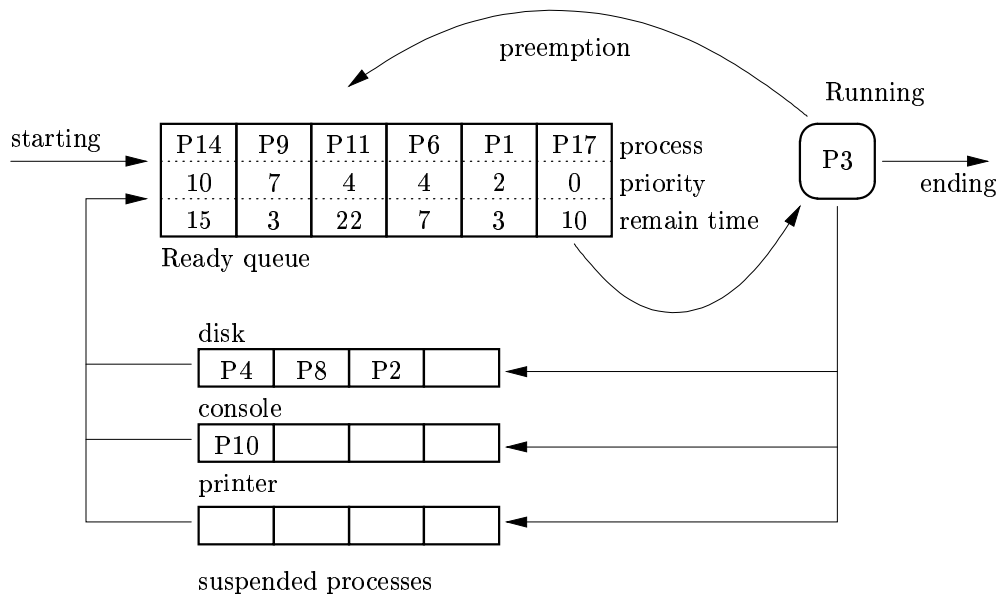 preemption
Running
starting
P14 P9 P11 P6 P1 P17 process
P3
10 7 4 4 2 0 priority
ending
15 3 22 7 3 10 remain time
Ready queue
disk
P4 P8 P2
console
P10
printer
suspended processes